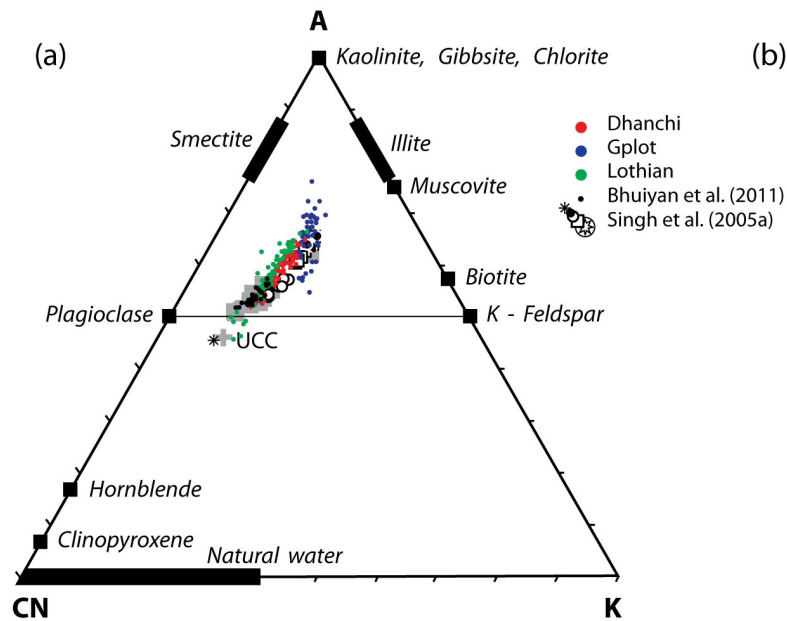 A
(a)
(b)
Kaolinite, Gibbsite, Chlorite
Smectite
Illite
Muscovite
Dhanchi
Gplot
Lothian
Bhuiyan et al. (2011)
Singh et al. (2005a)
Biotite
Plagioclase
K - Feldspar
UCC
Hornblende
Clinopyroxene
Natural water
CN
K